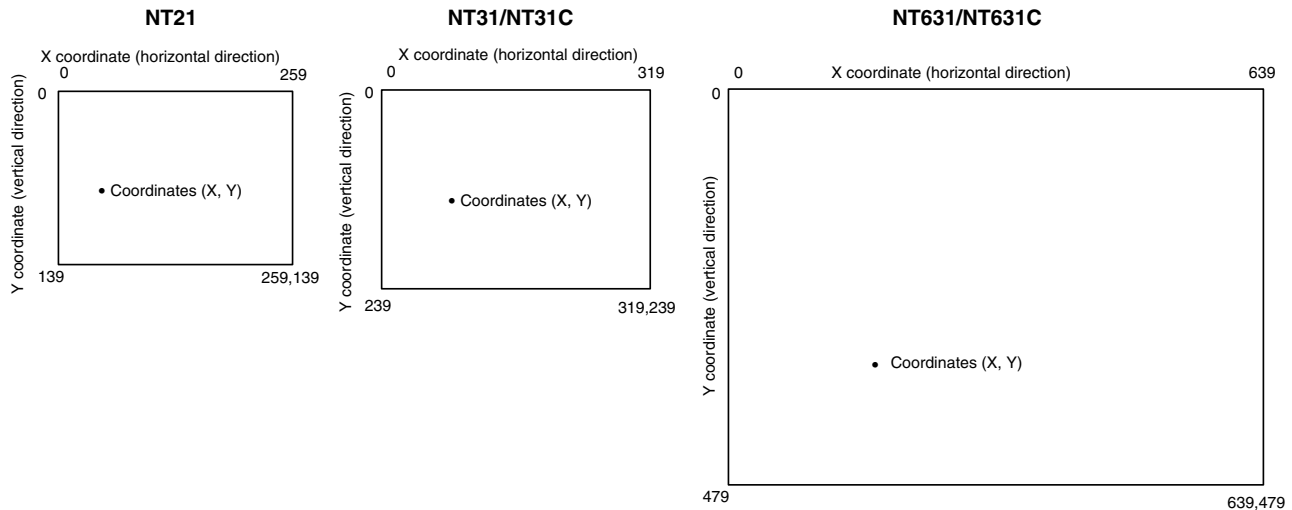 NT21
X coordinate (horizontal direction)
0
259
0
Y coordinate (vertical direction)
Coordinates (X, Y)
139
259,139
NT31/NT31C
X coordinate (horizontal direction)
0
319
0
Y coordinate (vertical direction)
Coordinates (X, Y)
239
319,239
NT631/NT631C
0
X coordinate (horizontal direction)
639
0
Y coordinate (vertical direction)
Coordinates (X, Y)
479
639,479